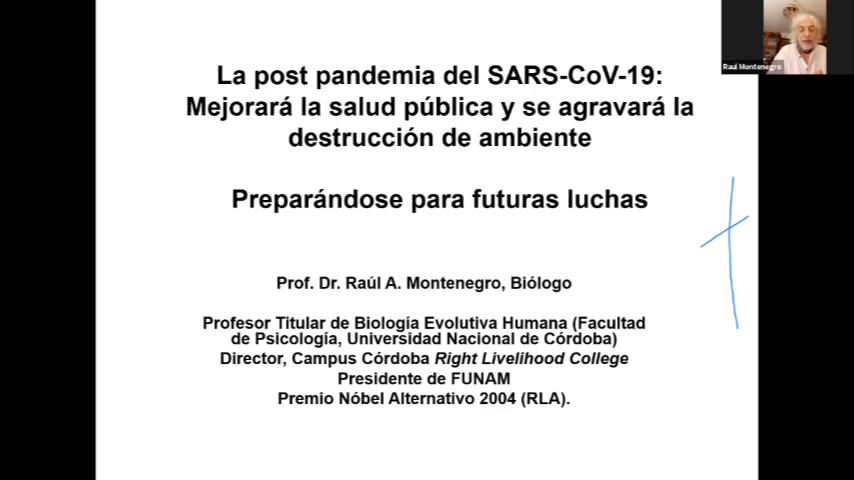 La post pandemia del SARS-CoV-19:
Mejorará la salud pública y se agravará la
destrucción de ambiente
Preparándose para futuras luchas
Prof. Dr. Raúl A. Montenegro, Biólogo
Profesor Titular de Biología Evolutiva Humana (Facultad
de Psicología, Universidad Nacional de Córdoba)
Director, Campus Córdoba Right Livelihood College
Presidente de FUNAM
Premio Nóbel Alternativo 2004 (RLA).
Raúl Montenegro